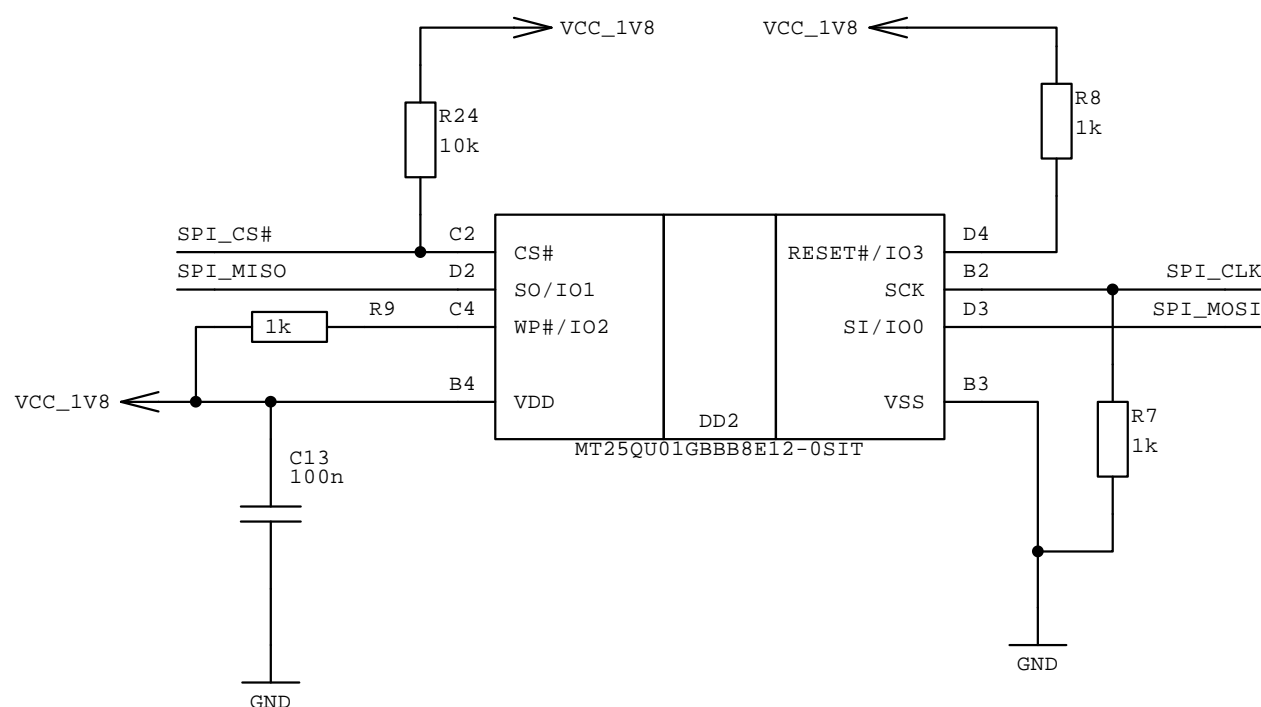 VCC_1V8 VCC_1V8
R24
10k
R8
1k
SPI_CS# C2 CS# RESET#/IO3 D4
SPI_MISO D2 SO/IO1 SCK B2 SPI_CLK
1k R9 C4 WP#/IO2 SI/IO0 D3 SPI_MOSI
VCC_1V8 B4 VDD VSS B3
DD2
MT25QU01GBBB8E12-0SIT
R7
1k
C13
100n
GND
GND